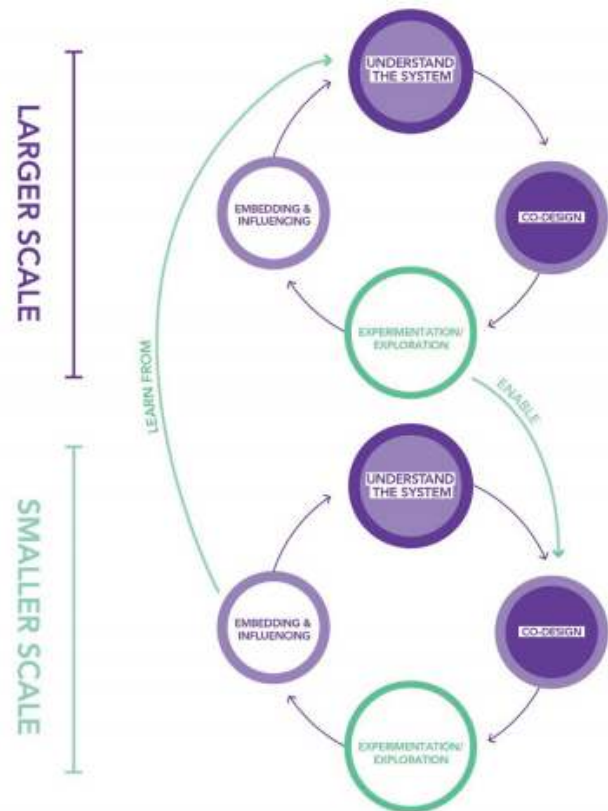 LARGER SCALE
UNDERSTAND
THE SYSTEM
EMBEDDING &
INFLUENCING
CO-DESIGN
EXPERIMENTATION/
EXPLORATION
LEARN FROM
ENABLE
SMALLER SCALE
UNDERSTAND
THE SYSTEM
EMBEDDING &
INFLUENCING
CO-DESIGN
EXPERIMENTATION/
EXPLORATION